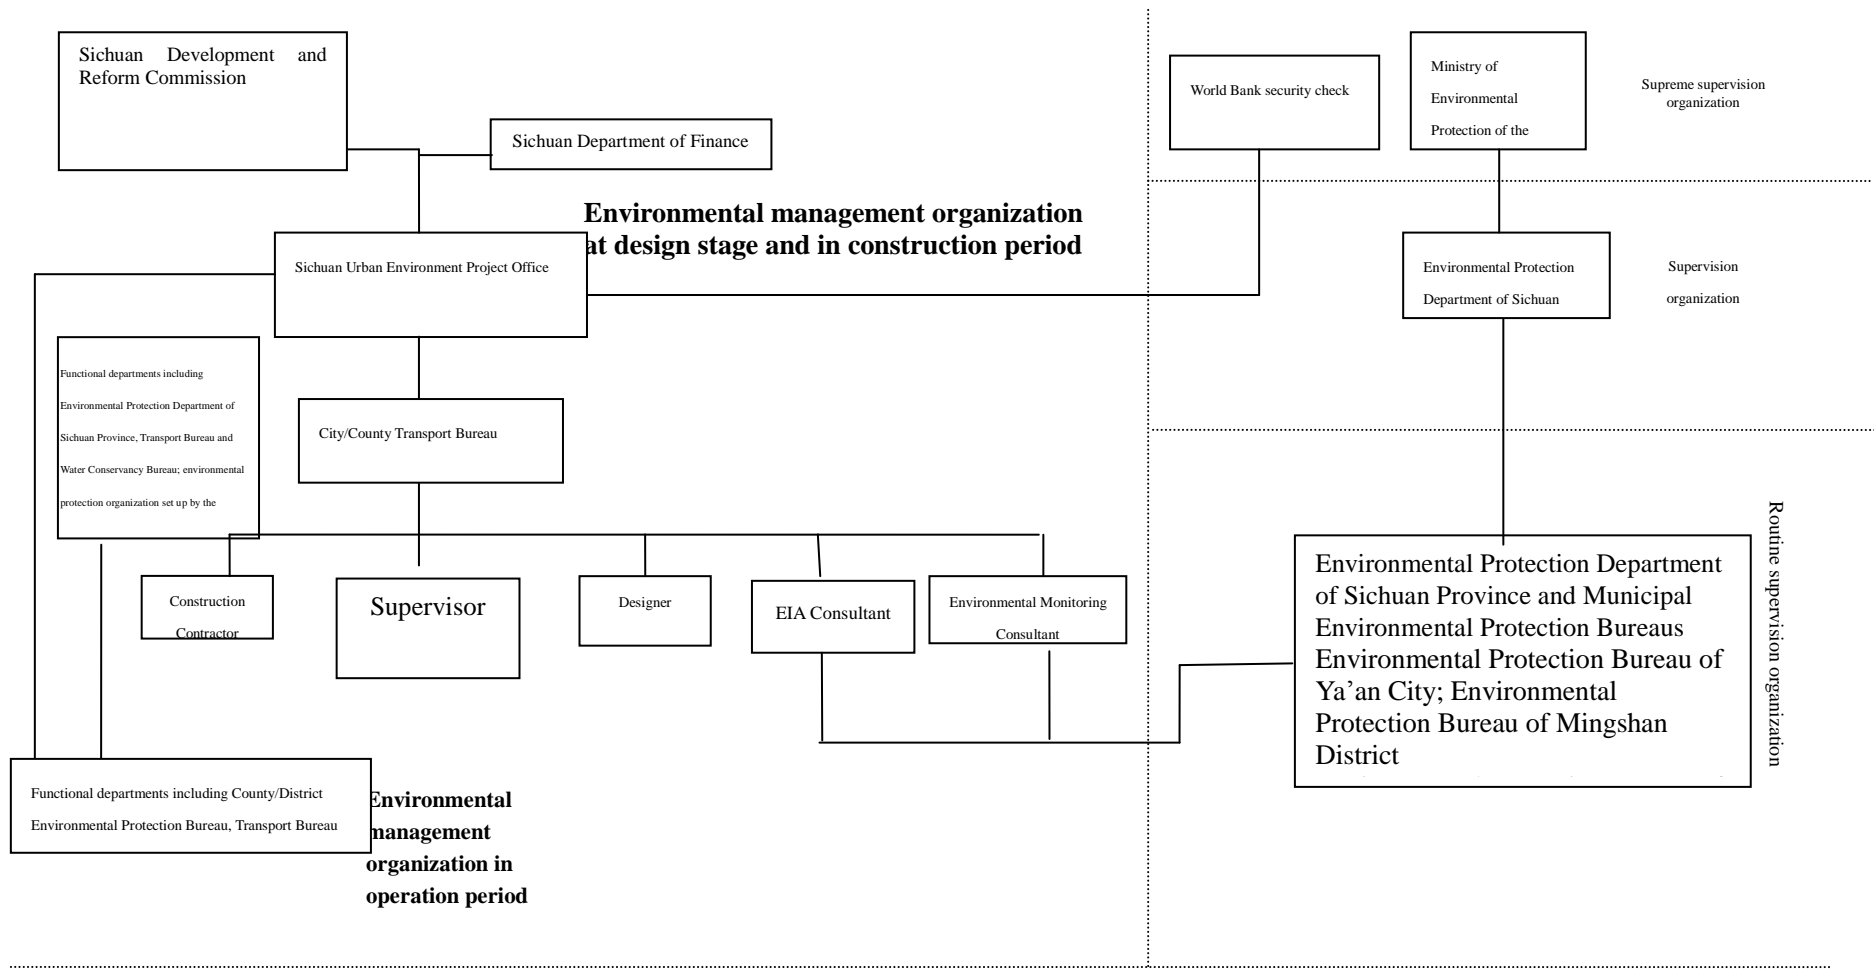 Sichuan Development and
Reform Commission
Sichuan Department of Finance
World Bank security check
Ministry of
Environmental
Protection of the
Supreme supervision
organization
Environmental management organization
at design stage and in construction period
Sichuan Urban Environment Project Office
Environmental Protection
Department of Sichuan
Supervision
organization
Functional departments including
Environmental Protection Department of
Sichuan Province, Transport Bureau and
Water Conservancy Bureau; environmental
protection organization set up by the
City/County Transport Bureau
Construction
Contractor
Supervisor
Designer
EIA Consultant
Environmental Monitoring
Consultant
Environmental Protection Department
of Sichuan Province and Municipal
Environmental Protection Bureaus
Environmental Protection Bureau of
Ya’an City; Environmental
Protection Bureau of Mingshan
District
Routine supervision organization
Functional departments including County/District
Environmental Protection Bureau, Transport Bureau
Environmental
management
organization in
operation period